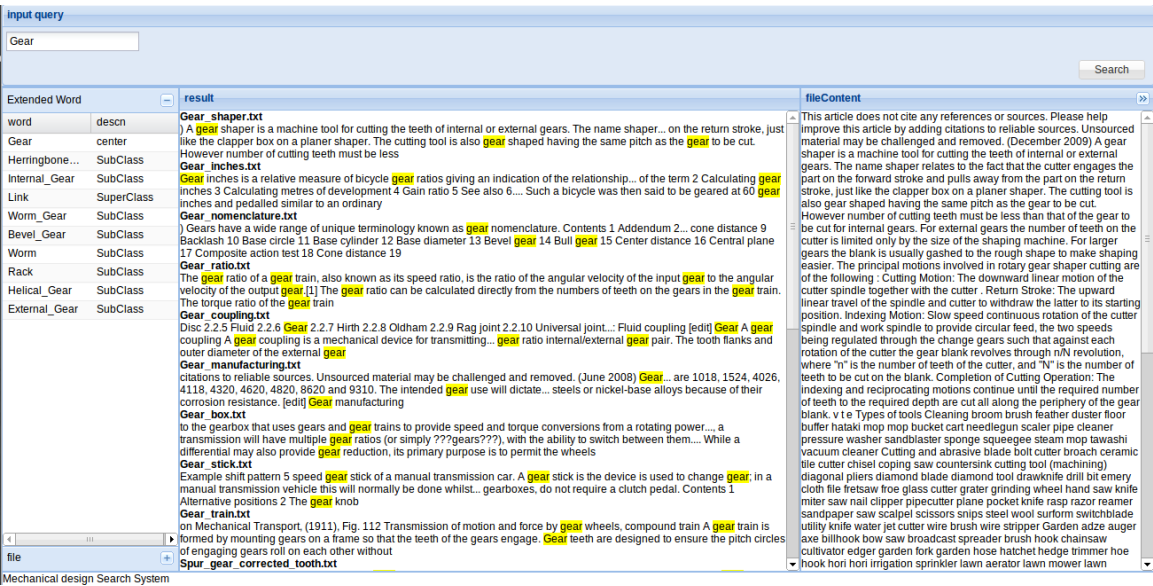 input query
Gear
Search
Extended Word
word descn
Gear center
Herringbone... SubClass
Internal_Gear SubClass
Link SuperClass
Worm_Gear SubClass
Bevel_Gear SubClass
Worm SubClass
Rack SubClass
Helical_Gear SubClass
External_Gear SubClass
file
result
Gear_shaper.txt
) A gear shaper is a machine tool for cutting the teeth of internal or external gears. The name shaper... on the return stroke, just
like the clapper box on a planer shaper. The cutting tool is also gear shaped having the same pitch as the gear to be cut.
However number of cutting teeth must be less
Gear_inches.txt
Gear inches is a relative measure of bicycle gear ratios giving an indication of the relationship... of the term 2 Calculating gear
inches 3 Calculating metres of development 4 Gain ratio 5 See also 6.... Such a bicycle was then said to be geared at 60 gear
inches and pedalled similar to an ordinary
Gear_nomenclature.txt
) Gears have a wide range of unique terminology known as gear nomenclature. Contents 1 Addendum 2... cone distance 9
Backlash 10 Base circle 11 Base cylinder 12 Base diameter 13 Bevel gear 14 Bull gear 15 Center distance 16 Central plane
17 Composite action test 18 Cone distance 19
Gear_ratio.txt
The gear ratio of a gear train, also known as its speed ratio, is the ratio of the angular velocity of the input gear to the angular
velocity of the output gear.[1] The gear ratio can be calculated directly from the numbers of teeth on the gears in the gear train.
The torque ratio of the gear train
Gear_coupling.txt
Disc 2.2.5 Fluid 2.2.6 Gear 2.2.7 Hirth 2.2.8 Oldham 2.2.9 Rag joint 2.2.10 Universal joint...: Fluid coupling [edit] Gear A gear
coupling A gear coupling is a mechanical device for transmitting... gear ratio internal/external gear pair. The tooth flanks and
outer diameter of the external gear
Gear_manufacturing.txt
citations to reliable sources. Unsourced material may be challenged and removed. (June 2008) Gear... are 1018, 1524, 4026,
4118, 4320, 4620, 4820, 8620 and 9310. The intended gear use will dictate... steels or nickel-base alloys because of their
corrosion resistance. [edit] Gear manufacturing
Gear_box.txt
to the gearbox that uses gears and gear trains to provide speed and torque conversions from a rotating power..., a
transmission will have multiple gear ratios (or simply ???gears???), with the ability to switch between them.... While a
differential may also provide gear reduction, its primary purpose is to permit the wheels
Gear_stick.txt
Example shift pattern 5 speed gear stick of a manual transmission car. A gear stick is the device is used to change gear; in a
manual transmission vehicle this will normally be done whilst... gearboxes, do not require a clutch pedal. Contents 1
Alternative positions 2 The gear knob
Gear_train.txt
on Mechanical Transport, (1911), Fig. 112 Transmission of motion and force by gear wheels, compound train A gear train is
formed by mounting gears on a frame so that the teeth of the gears engage. Gear teeth are designed to ensure the pitch circles
of engaging gears roll on each other without
Spur_gear_corrected_tooth.txt
fileContent
This article does not cite any references or sources. Please help
improve this article by adding citations to reliable sources. Unsourced
material may be challenged and removed. (December 2009) A gear
shaper is a machine tool for cutting the teeth of internal or external
gears. The name shaper relates to the fact that the cutter engages the
part on the forward stroke and pulls away from the part on the return
stroke, just like the clapper box on a planer shaper. The cutting tool is
also gear shaped having the same pitch as the gear to be cut.
However number of cutting teeth must be less than that of the gear to
be cut for internal gears. For external gears the number of teeth on the
cutter is limited only by the size of the shaping machine. For larger
gears the blank is usually gashed to the rough shape to make shaping
easier. The principal motions involved in rotary gear shaper cutting are
of the following : Cutting Motion: The downward linear motion of the
cutter spindle together with the cutter . Return Stroke: The upward
linear travel of the spindle and cutter to withdraw the latter to its starting
position. Indexing Motion: Slow speed continuous rotation of the cutter
spindle and work spindle to provide circular feed, the two speeds
being regulated through the change gears such that against each
rotation of the cutter the gear blank revolves through n/N revolution,
where "n" is the number of teeth of the cutter, and "N" is the number of
teeth to be cut on the blank. Completion of Cutting Operation: The
indexing and reciprocating motions continue until the required number
of teeth to the required depth are cut all along the periphery of the gear
blank. v t e Types of tools Cleaning broom brush feather duster floor
buffer hataki mop mop bucket cart needlegun scaler pipe cleaner
pressure washer sandblaster sponge squeegee steam mop tawashi
vacuum cleaner Cutting and abrasive blade bolt cutter broach ceramic
tile cutter chisel coping saw countersink cutting tool (machining)
diagonal pliers diamond blade diamond tool drawknife drill bit emery
cloth file fretsaw froe glass cutter grater grinding wheel hand saw knife
miter saw nail clipper pipecutter plane pocket knife rasp razor reamer
sandpaper saw scalpel scissors snips steel wool surform switchblade
utility knife water jet cutter wire brush wire stripper Garden adze auger
axe billhook bow saw broadcast spreader brush hook chainsaw
cultivator edger garden fork garden hose hatchet hedge trimmer hoe
hook hori hori irrigation sprinkler lawn aerator lawn mower lawn
Mechanical design Search System